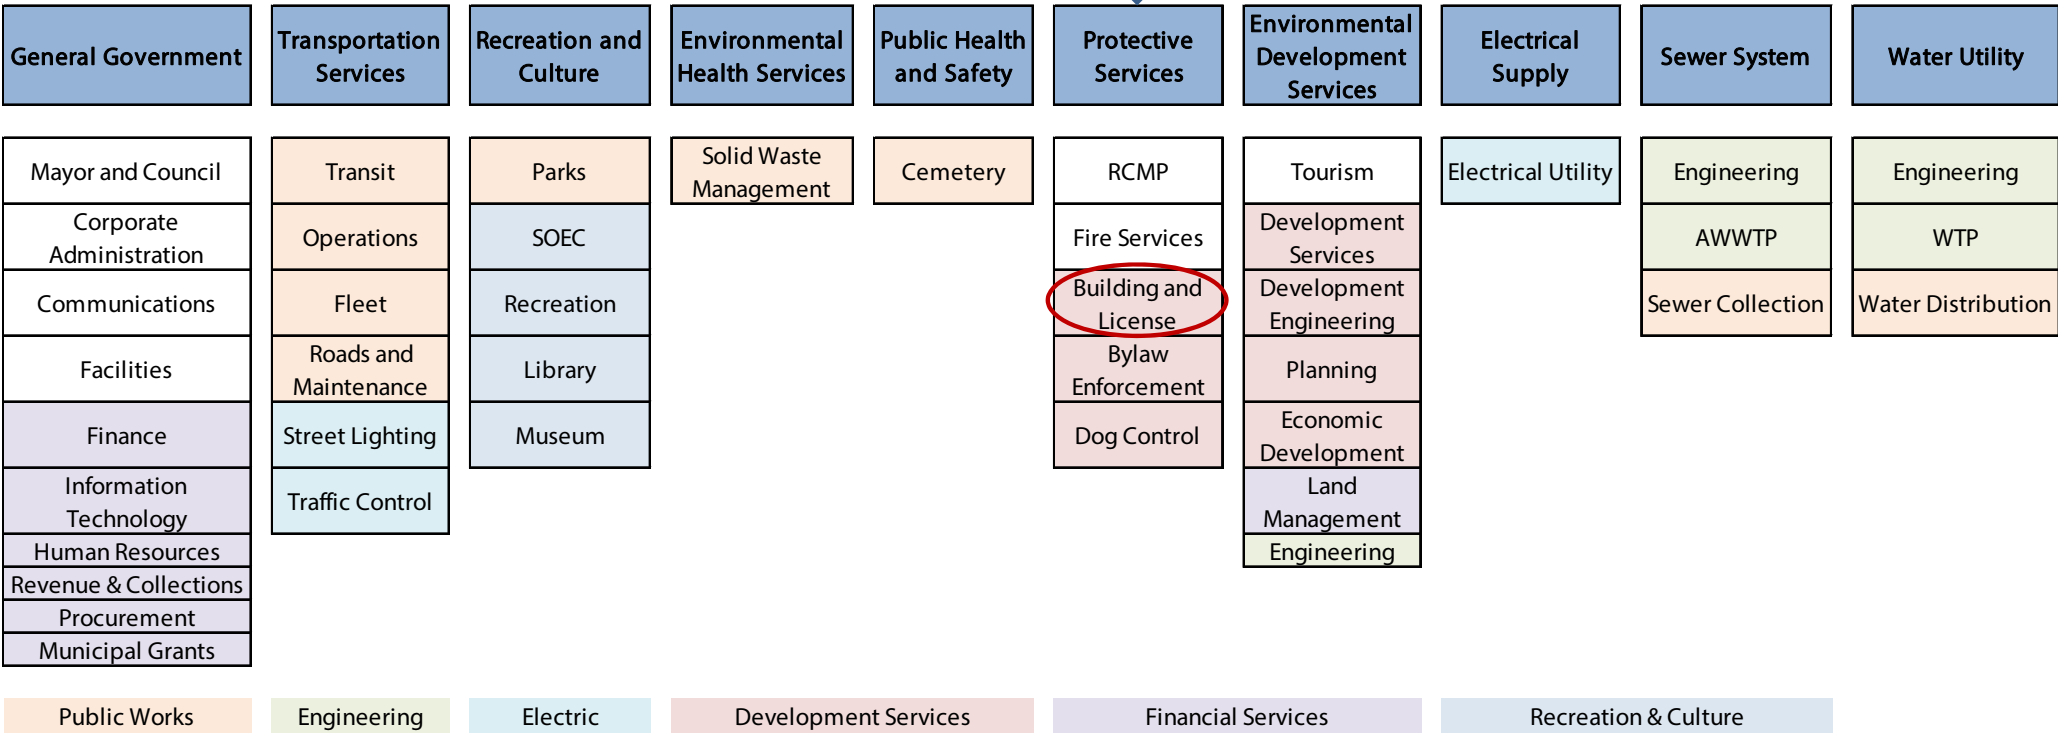 General Government
Transportation
Services
Recreation and
Culture
Environmental
Health Services
Public Health
and Safety
Protective
Services
Environmental
Development
Services
Electrical
Supply
Sewer System
Water Utility
Mayor and Council
Corporate
Administration
Communications
Facilities
Finance
Information
Technology
Human Resources
Revenue & Collections
Procurement
Municipal Grants
Transit
Operations
Fleet
Roads and
Maintenance
Street Lighting
Traffic Control
Parks
SOEC
Recreation
Library
Museum
Solid Waste
Management
Cemetery
RCMP
Fire Services
Building and
License
Bylaw
Enforcement
Dog Control
Tourism
Development
Services
Development
Engineering
Planning
Economic
Development
Land
Management
Engineering
Electrical Utility
Engineering
AWWTP
Sewer Collection
Engineering
WTP
Water Distribution
Public Works
Engineering
Electric
Development Services
Financial Services
Recreation & Culture